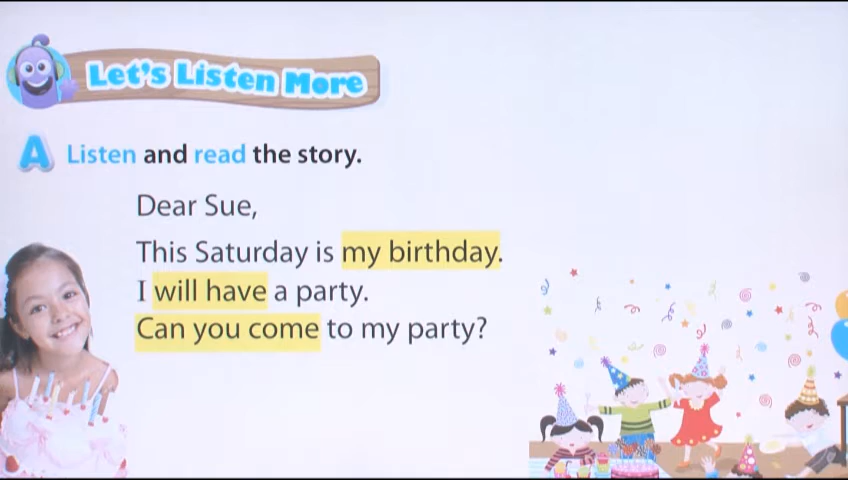 Let's Listen More
A Listen and read the story.
Dear Sue,
This Saturday is my birthday.
I will have a party.
Can you come to my party?